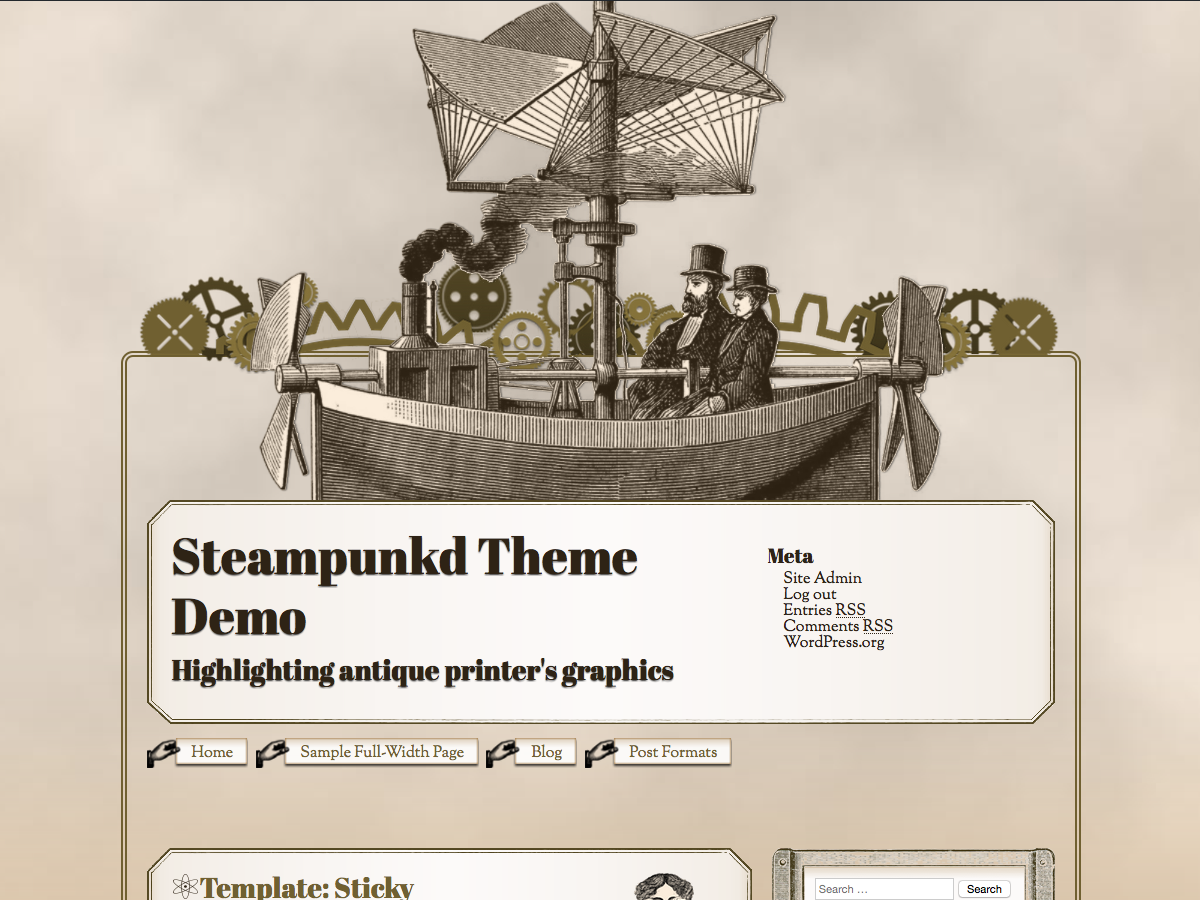 Steampunkd Theme
Demo
Highlighting antique printer's graphics
Meta
Site Admin
Log out
Entries RSS
Comments RSS
WordPress.org
Home
Sample Full-Width Page
Blog
Post Formats
Template: Sticky
Search …
Search